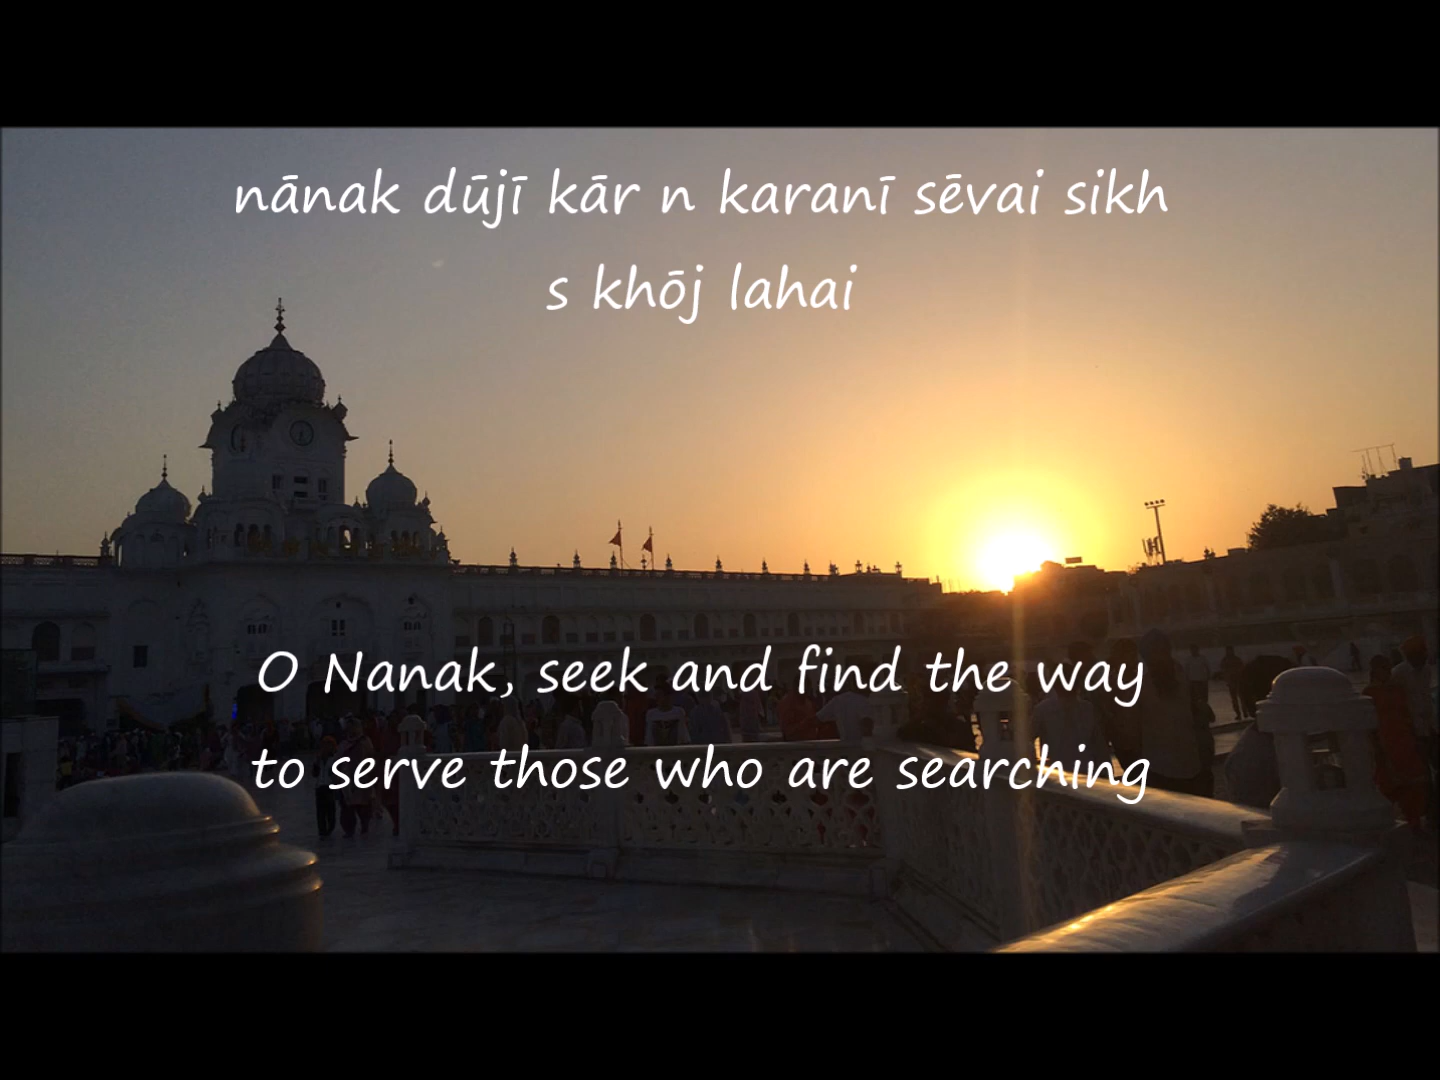 nānak dūjī kār n karanī sēvai sikh
s khōj lahai
O Nanak, seek and find the way
to serve those who are searching